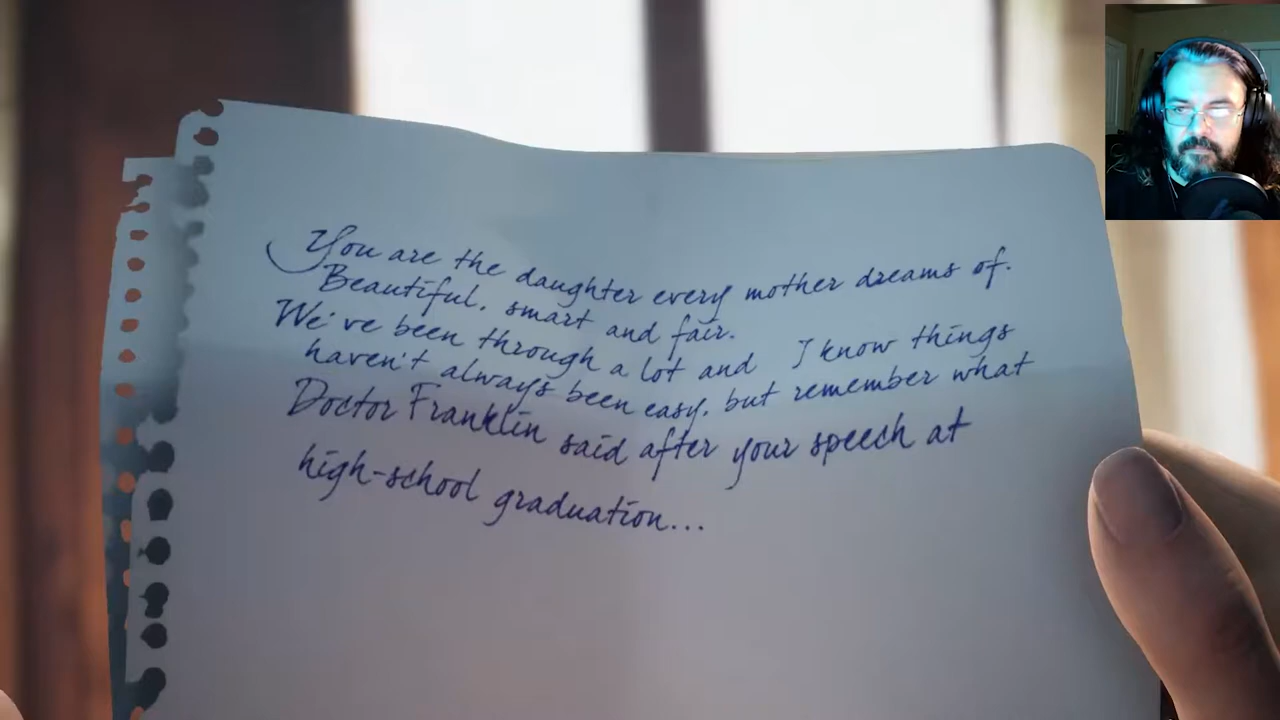 You are the daughter every mother dreams of.
Beautiful, smart and fair.
We've been through a lot and I know things
haven't always been easy, but remember what
Doctor Franklin said after your speech at
high-school graduation...